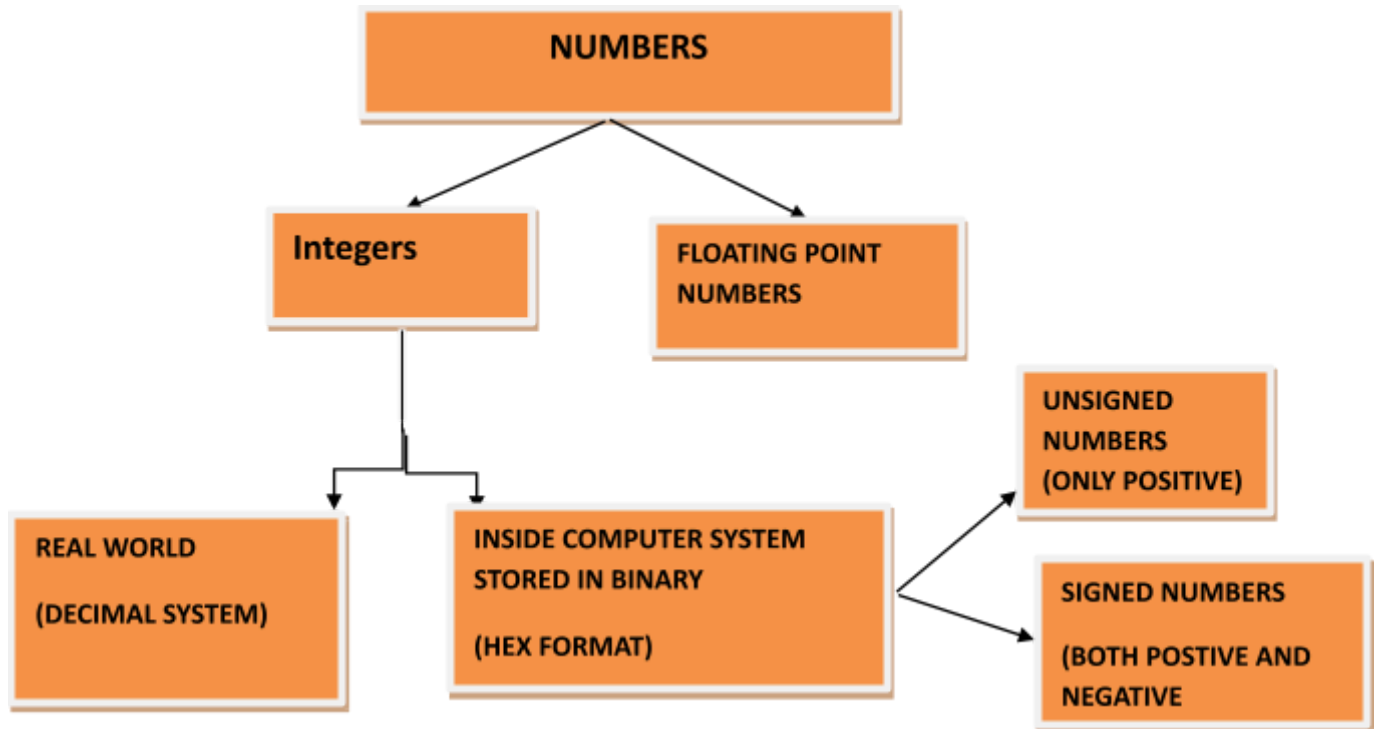 NUMBERS
Integers
FLOATING POINT
NUMBERS
UNSIGNED
NUMBERS
(ONLY POSITIVE)
REAL WORLD
(DECIMAL SYSTEM)
INSIDE COMPUTER SYSTEM
STORED IN BINARY
(HEX FORMAT)
SIGNED NUMBERS
(BOTH POSTIVE AND
NEGATIVE